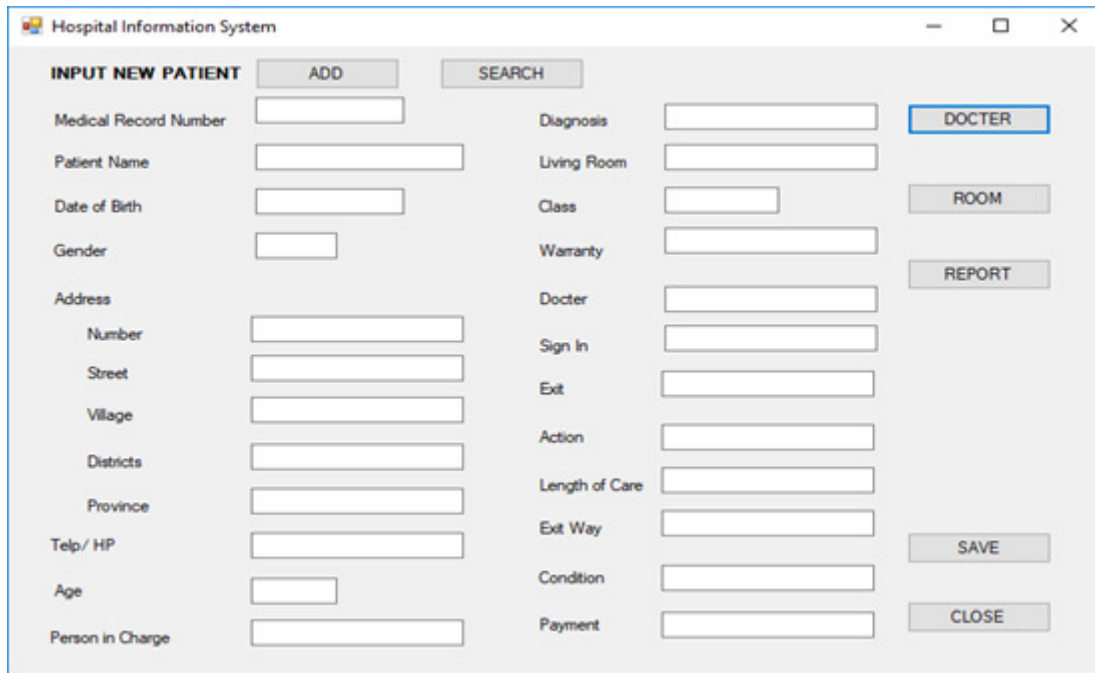 Hospital Information System
INPUT NEW PATIENT ADD SEARCH
Medical Record Number
Patient Name
Date of Birth
Gender
Address
Number
Street
Village
Districts
Province
Telp/ HP
Age
Person in Charge
Diagnosis
Living Room
Class
Warranty
Docter
Sign In
Exit
Action
Length of Care
Exit Way
Condition
Payment
DOCTER
ROOM
REPORT
SAVE
CLOSE